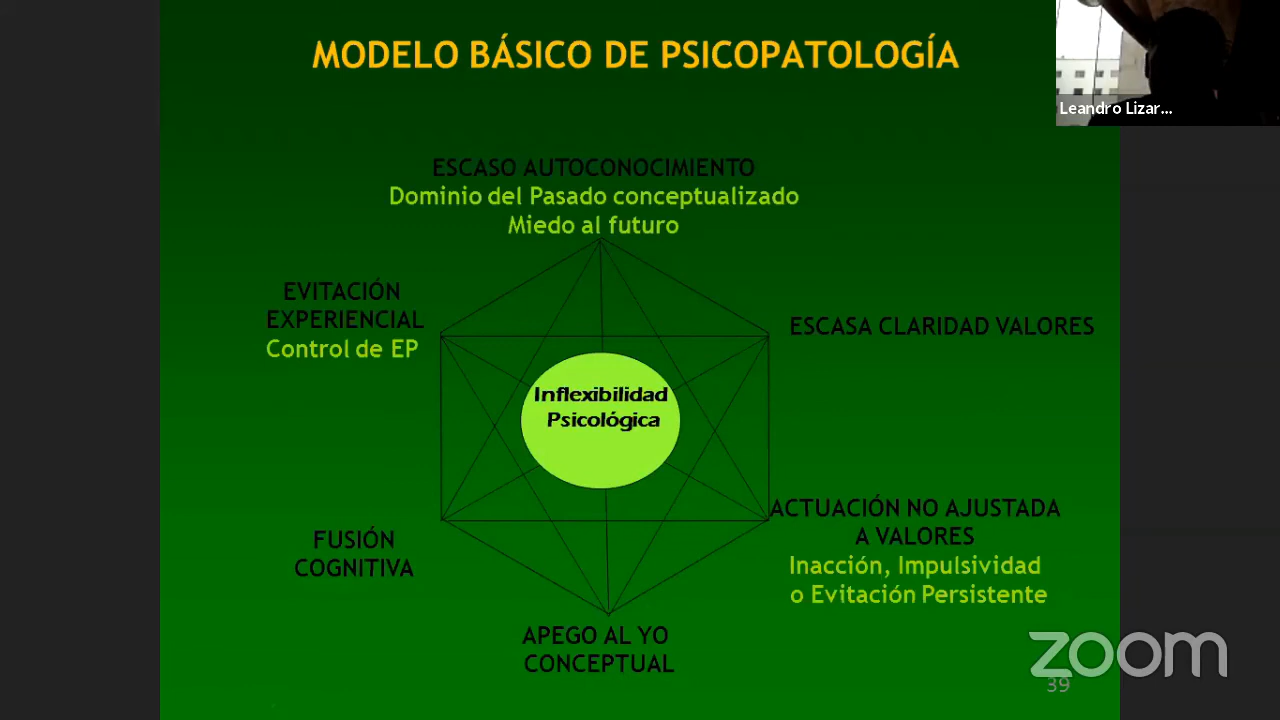 MODELO BÁSICO DE PSICOPATOLOGÍA
Leandro Lizar...
ESCASO AUTOCONOCIMIENTO
Dominio del Pasado conceptualizado
Miedo al futuro
EVITACIÓN
EXPERIENCIAL
Control de EP
ESCASA CLARIDAD VALORES
Inflexibilidad
Psicológica
ACTUACIÓN NO AJUSTADA
A VALORES
Inacción, Impulsividad
o Evitación Persistente
FUSIÓN
COGNITIVA
APEGO AL YO
CONCEPTUAL
zoom
39